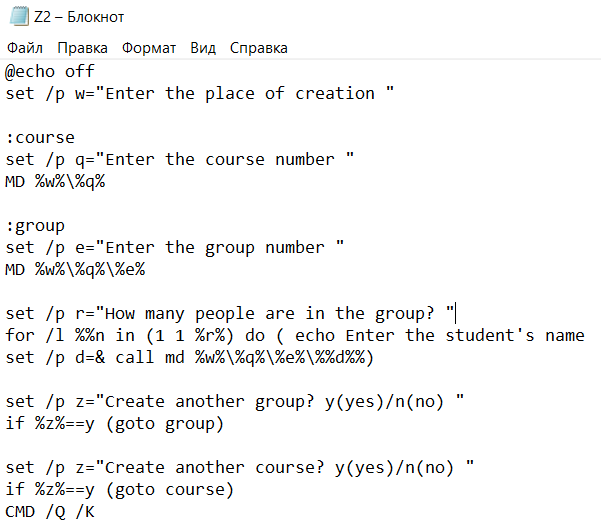 Z2 – Блокнот
Файл Правка Формат Вид Справка
@echo off
set /p w="Enter the place of creation "
:course
set /p q="Enter the course number "
MD %w%\%q%
:group
set /p e="Enter the group number "
MD %w%\%q%\%e%
set /p r="How many people are in the group? "
for /l %%n in (1 1 %r%) do ( echo Enter the student's name
set /p d=& call md %w%\%q%\%e%\%%d%%)
set /p z="Create another group? y(yes)/n(no) "
if %z%==y (goto group)
set /p z="Create another course? y(yes)/n(no) "
if %z%==y (goto course)
CMD /Q /K